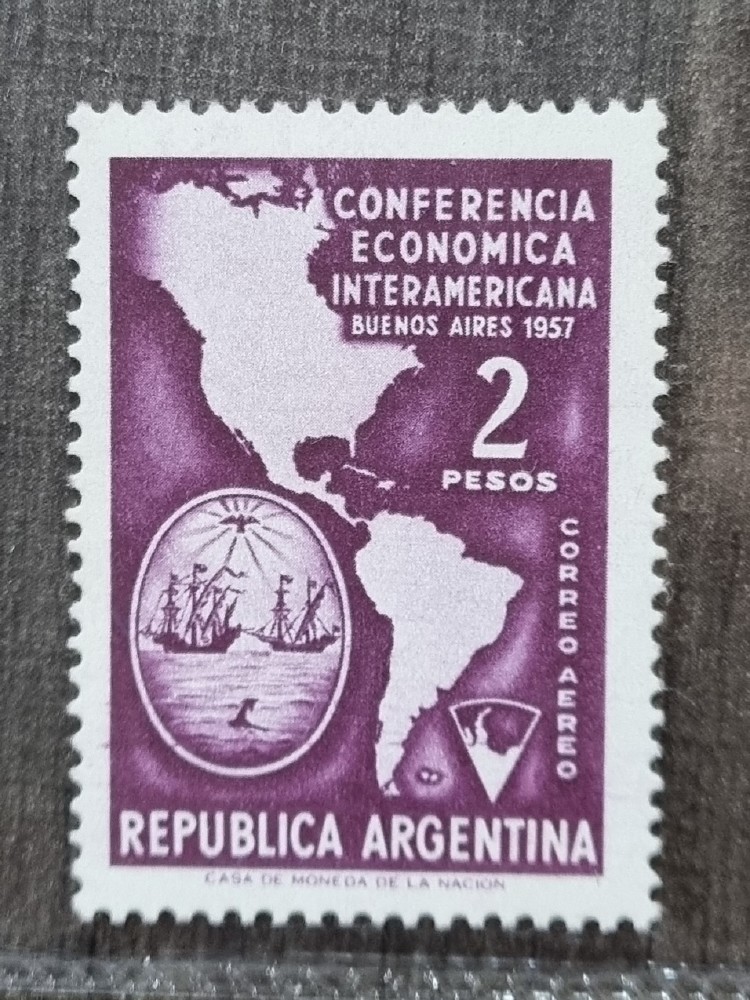 CONFERENCIA
ECONOMICA
INTERAMERICANA
BUENOS AIRES 1957
2
PESOS
CORREO AEREO
REPUBLICA ARGENTINA
CASA DE MONEDA DE LA NACION